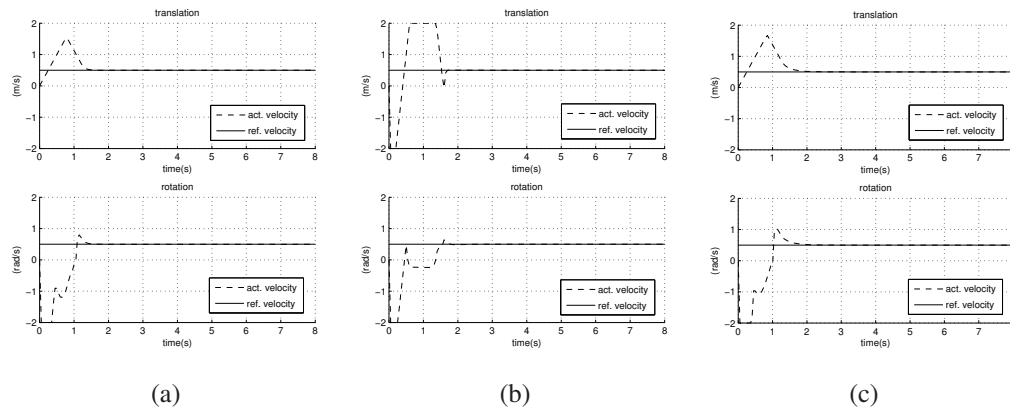 translation
2
1
0
−1
−2
(m/s)
0 1 2 3 4 5 6 7 8
time(s)
act. velocity
ref. velocity
rotation
2
1
0
−1
−2
(rad/s)
0 1 2 3 4 5 6 7 8
time(s)
act. velocity
ref. velocity
(a)
translation
2
1
0
−1
−2
(m/s)
0 1 2 3 4 5 6 7 8
time(s)
act. velocity
ref. velocity
rotation
2
1
0
−1
−2
(rad/s)
0 1 2 3 4 5 6 7 8
time(s)
act. velocity
ref. velocity
(b)
translation
2
1
0
−1
−2
(m/s)
0 1 2 3 4 5 6 7
time(s)
act. velocity
ref. velocity
rotation
2
1
0
−1
−2
(rad/s)
0 1 2 3 4 5 6 7
time(s)
act. velocity
ref. velocity
(c)